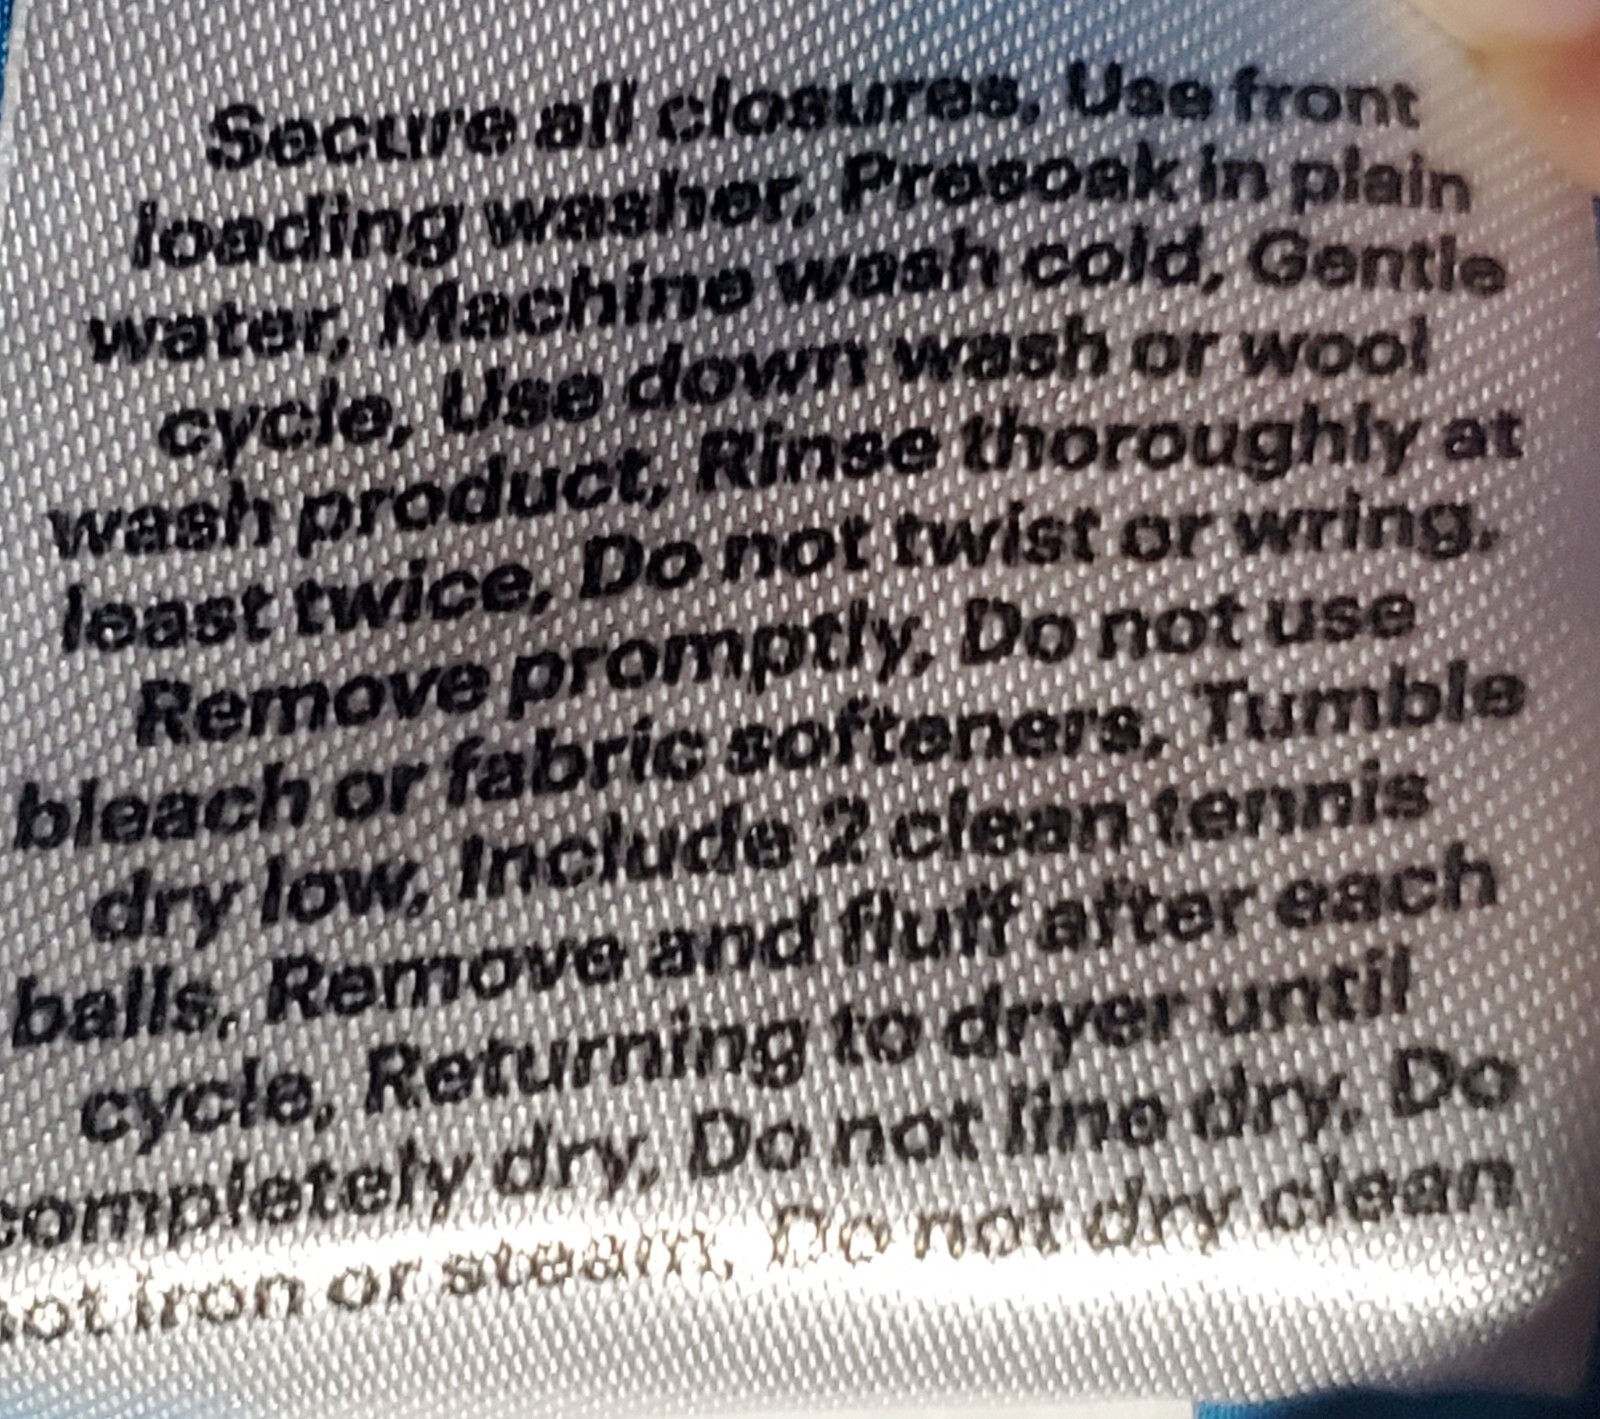 Secure all closures, Use front
loading washer, Presoak in plain
water, Machine wash cold, Gentle
cycle, Use down wash or wool
wash product, Rinse thoroughly at
least twice, Do not twist or wring,
Remove promptly, Do not use
bleach or fabric softeners, Tumble
dry low, Include 2 clean tennis
balls, Remove and fluff after each
cycle, Returning to dryer until
completely dry, Do not line dry, Do
not iron or steam, Do not dry clean